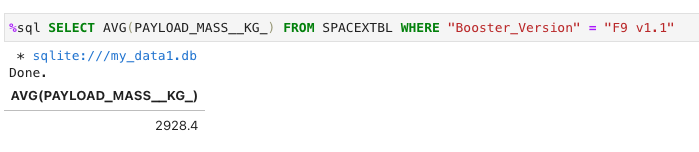 %sql SELECT AVG(PAYLOAD_MASS__KG_) FROM SPACEXTBL WHERE "Booster_Version" = "F9 v1.1"
* sqlite:///my_data1.db
Done.
AVG(PAYLOAD_MASS__KG_)
2928.4